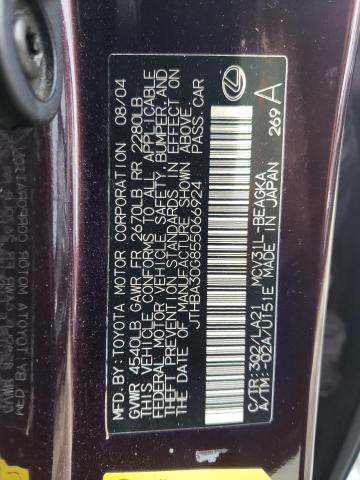 MFD. BY TOYOTA MOTOR CORPORATION 08/04
GVWR 4540LB GAWR FR 2670LB RR 2280LB
THIS VEHICLE CONFORMS TO ALL APPLICABLE
FEDERAL MOTOR VEHICLE SAFETY, BUMPER, AND
THEFT PREVENTION STANDARDS IN EFFECT ON
THE DATE OF MANUFACTURE SHOWN ABOVE.
JTHBA30G855066724 PASS. CAR
C/TR:3Q2/LA21 MCV31L-BEAGKA
A/TM:-02A/U151E MADE IN JAPAN 269 A